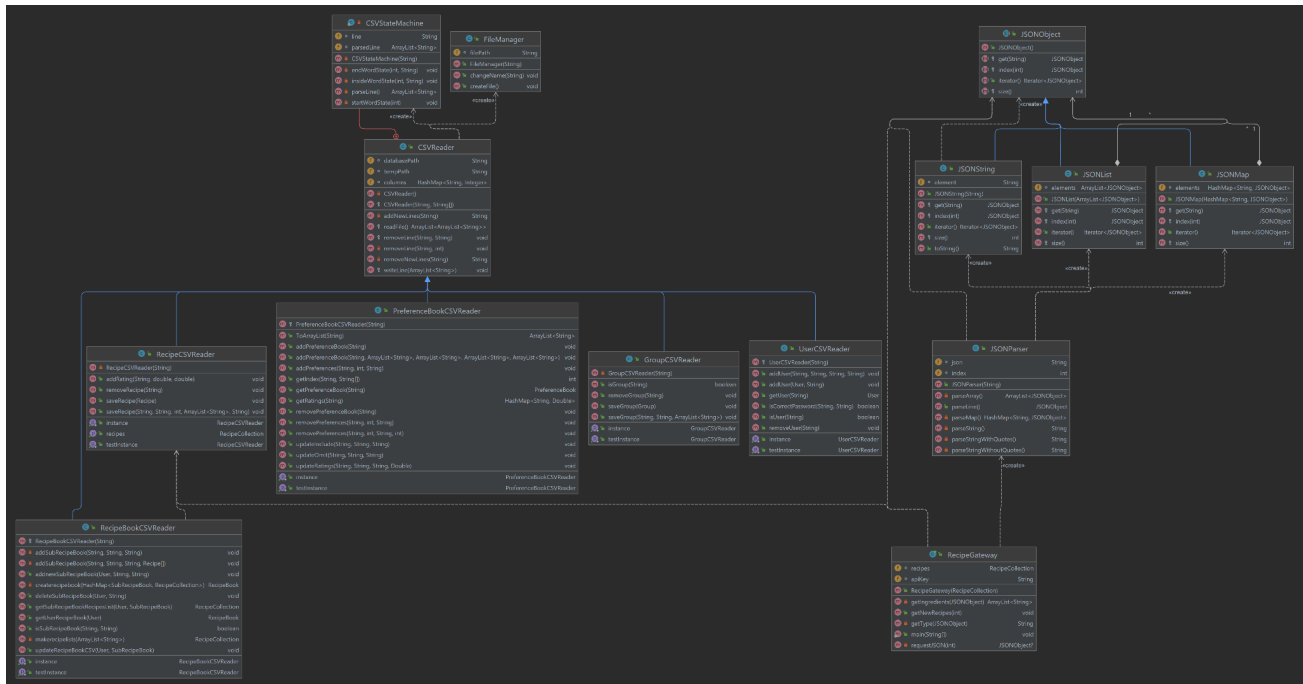 CSVStateMachine
line String
parsedLine ArrayList<String>
CSVStateMachine(String)
endWordState(int, String) void
insideWordState(int, String) void
parseLine() ArrayList<String>
startWordState(int) void
FileManager
filePath String
FileManager(String)
changeName(String) void
createFile() void
«create»
«create»
CSVReader
databasePath String
tempPath String
columns HashMap<String, Integer>
CSVReader()
CSVReader(String, String[])
addNewLines(String) String
readFile() ArrayList<ArrayList<String>>
removeLine(String, String) void
removeLine(String, int) void
removeNewLines(String) String
writeLine(ArrayList<String>) void
JSONObject
JSONObject()
get(String) JSONObject
index(int) JSONObject
iterator() Iterator<JSONObject>
size() int
«create»
1 *
* 1
JSONString
element String
JSONString(String)
get(String) JSONObject
index(int) JSONObject
iterator() Iterator<JSONObject>
size() int
toString() String
JSONList
elements ArrayList<JSONObject>
JSONList(ArrayList<JSONObject>)
get(String) JSONObject
index(int) JSONObject
iterator() Iterator<JSONObject>
size() int
JSONMap
elements HashMap<String, JSONObject>
JSONMap(HashMap<String, JSONObject>)
get(String) JSONObject
index(int) JSONObject
iterator() Iterator<JSONObject>
size() int
«create»
«create»
«create»
RecipeCSVReader
RecipeCSVReader(String)
addRating(String, double, double) void
removeRecipe(String) void
saveRecipe(Recipe) void
saveRecipe(String, String, int, ArrayList<String>, String) void
instance RecipeCSVReader
recipes RecipeCollection
testInstance RecipeCSVReader
PreferenceBookCSVReader
PreferenceBookCSVReader(String)
ToArrayList(String) ArrayList<String>
addPreferenceBook(String) void
addPreferenceBook(String, ArrayList<String>, ArrayList<String>, ArrayList<String>, ArrayList<String>) void
addPreferences(String, int, String) void
getIndex(String, String[]) int
getPreferenceBook(String) PreferenceBook
getRatings(String) HashMap<String, Double>
removePreferenceBook(String) void
removePreferences(String, int, String) void
removePreferences(String, int, String, int) void
updateInclude(String, String, String) void
updateOmit(String, String, String) void
updateRatings(String, String, String, Double) void
instance PreferenceBookCSVReader
testInstance PreferenceBookCSVReader
GroupCSVReader
GroupCSVReader(String)
isGroup(String) boolean
removeGroup(String) void
saveGroup(Group) void
saveGroup(String, String, ArrayList<String>) void
instance GroupCSVReader
testInstance GroupCSVReader
UserCSVReader
UserCSVReader(String)
addUser(String, String, String, String) void
addUser(User, String) void
getUser(String) User
isCorrectPassword(String, String) boolean
isUser(String) boolean
removeUser(String) void
instance UserCSVReader
testInstance UserCSVReader
JSONParser
json String
index int
JSONParser(String)
parseArray() ArrayList<JSONObject>
parseLine() JSONObject
parseMap() HashMap<String, JSONObject>
parseString() String
parseStringWithQuotes() String
parseStringWithoutQuotes() String
«create»
RecipeBookCSVReader
RecipeBookCSVReader(String)
addSubRecipeBook(String, String, String) void
addSubRecipeBook(String, String, String, Recipe[]) void
addnewSubRecipeBook(User, String, String) void
createrecipebook(HashMap<SubRecipeBook, RecipeCollection>) RecipeBook
deleteSubRecipeBook(User, String) void
getSubRecipeBookRecipesList(User, SubRecipeBook) RecipeCollection
getUserRecipeBook(User) RecipeBook
isSubRecipeBook(String, String) boolean
makerecipelists(ArrayList<String>) RecipeCollection
updateRecipeBookCSV(User, SubRecipeBook) void
instance RecipeBookCSVReader
testInstance RecipeBookCSVReader
RecipeGateway
recipes RecipeCollection
apiKey String
RecipeGateway(RecipeCollection)
getIngredients(JSONObject) ArrayList<String>
getNewRecipes(int) void
getType(JSONObject) String
main(String[]) void
requestJSON(int) JSONObject?